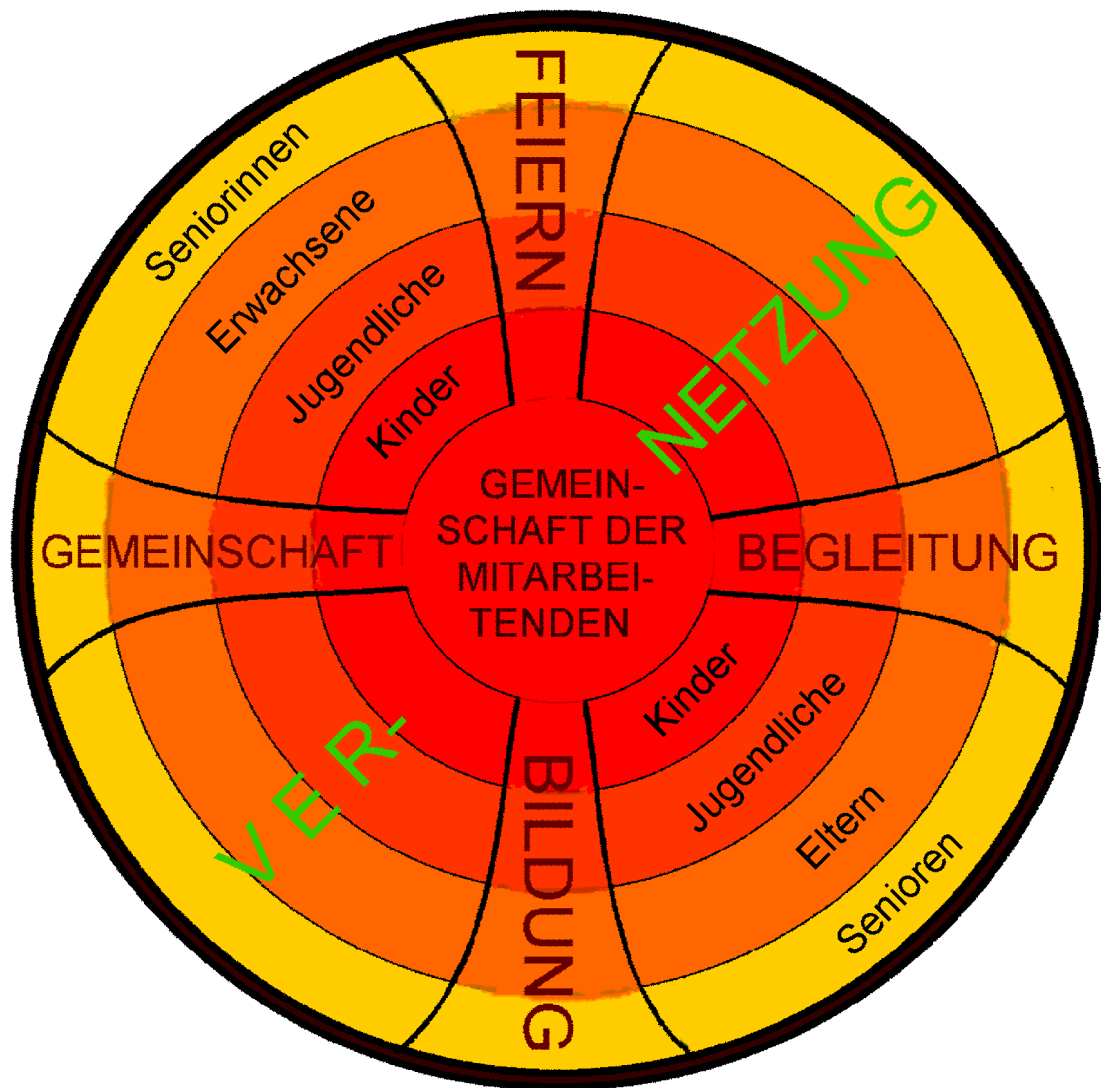 FEIERN
Seniorinnen
Erwachsene
Jugendliche
Kinder
NETZUNG
GEMEINSCHAFT
GEMEIN-
SCHAFT DER
MITARBEI-
TENDEN
BEGLEITUNG
VER-
BILDUNG
Kinder
Jugendliche
Eltern
Senioren